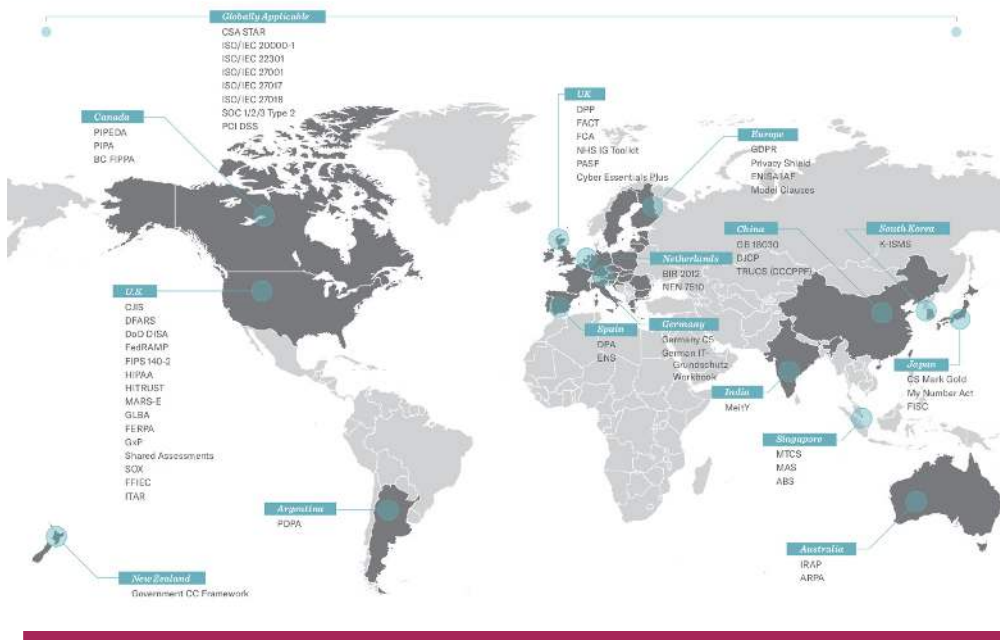 Globally Applicable
CSA STAR
ISO/IEC 20000-1
ISO/IEC 22301
ISO/IEC 27001
ISO/IEC 27017
ISO/IEC 27018
SOC 1/2/3 Type 2
PCI DSS
Canada
PIPEDA
PIPA
BC FIPPA
UK
DPP
FACT
FCA
NHS IG Toolkit
PASF
Cyber Essentials Plus
Europe
GDPR
Privacy Shield
ENISA IAF
Model Clauses
China
GB 18030
DJCP
TRUCS (CCCPPF)
South Korea
K-ISMS
Netherlands
BIR 2012
NEN 7510
U.K
CJIS
DFARS
DoD DISA
FedRAMP
FIPS 140-2
HIPAA
HITRUST
MARS-E
GLBA
FERPA
GxP
Shared Assessments
SOX
FFIEC
ITAR
Spain
DPA
ENS
Germany
Germany CS
German IT-
Grundschutz
Workbook
India
MeitY
Japan
CS Mark Gold
My Number Act
FISC
Singapore
MTCS
MAS
ABS
Argentina
PDPA
Australia
IRAP
ARPA
New Zealand
Government CC Framework